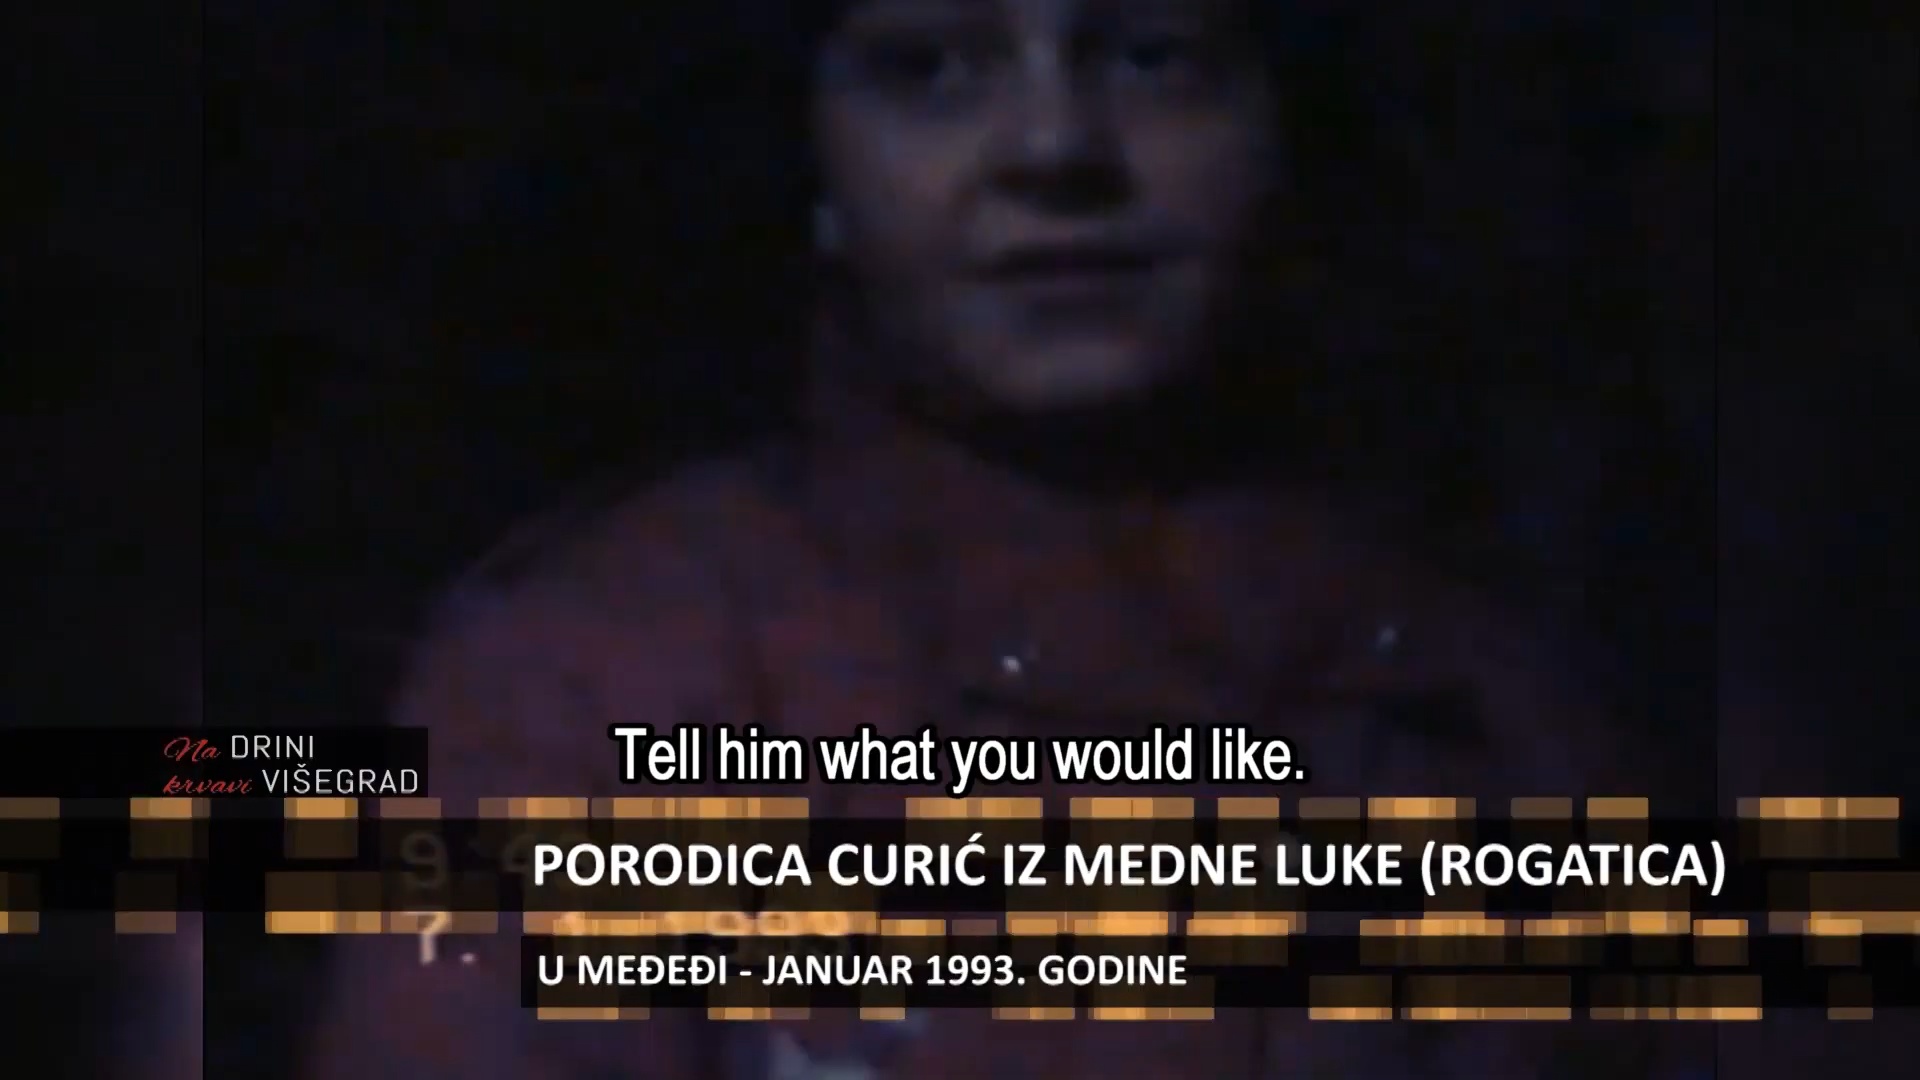 Tell him what you would like.
Na DRINI
krvavi VIŠEGRAD
PORODICA CURIĆ IZ MEDNE LUKE (ROGATICA)
U MEĐEĐI - JANUAR 1993. GODINE